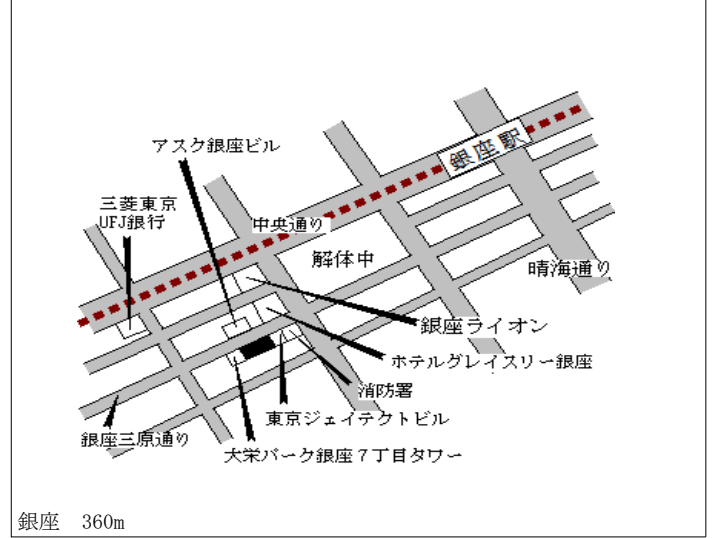 銀座駅
アスク銀座ビル
三菱東京
UFJ銀行
中央通り
解体中
晴海通り
銀座ライオン
ホテルグレイスリー銀座
消防署
東京ジェイテクトビル
銀座三原通り
大栄パーク銀座7丁目タワー
銀座 360m